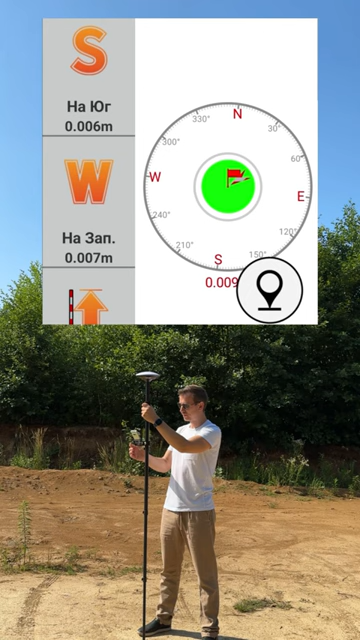 S
На Юг
0.006m
W
На Зап.
0.007m
N
30°
60°
E
120°
150°
S
210°
240°
W
300°
330°
0.009